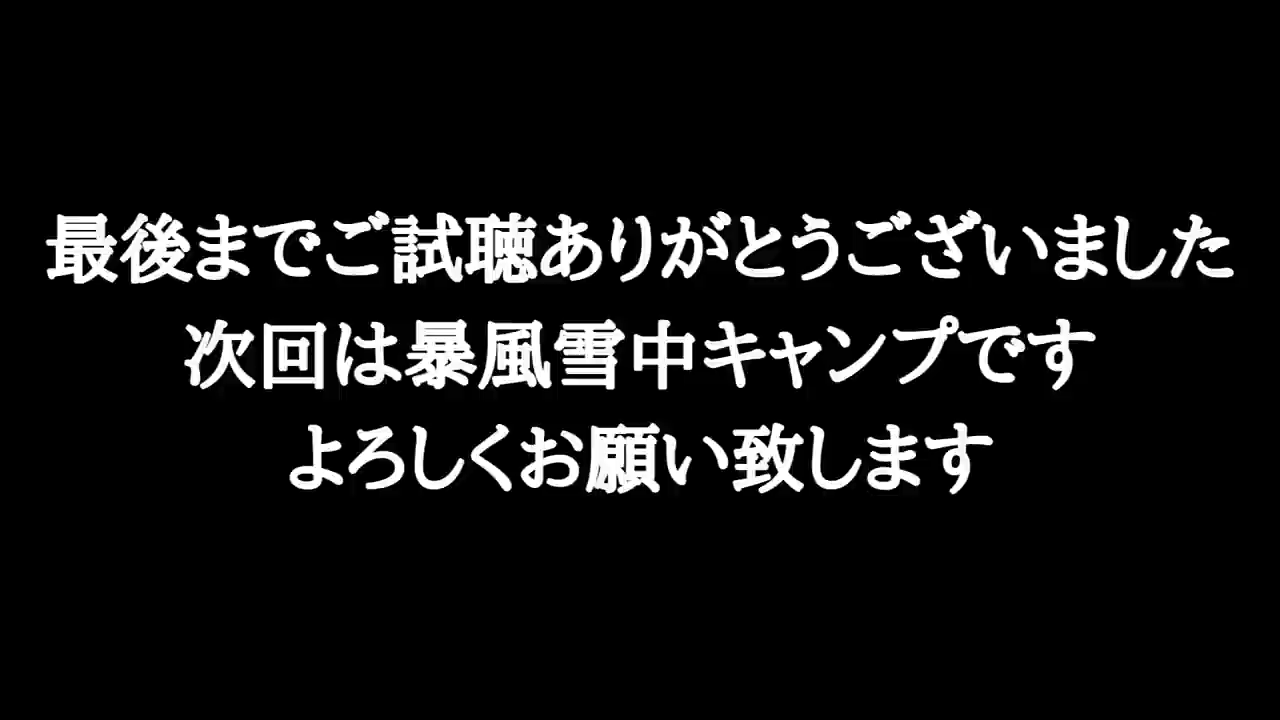 最後までご試聴ありがとうございました
次回は暴風雪中キャンプです
よろしくお願い致します